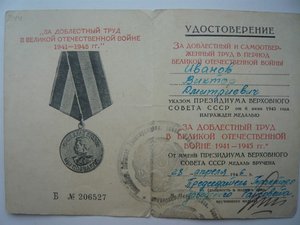 "ЗА ДОБЛЕСТНЫЙ ТРУД
В ВЕЛИКОЙ ОТЕЧЕСТВЕННОЙ ВОЙНЕ
1941—1945 гг."
Б № 206527
УДОСТОВЕРЕНИЕ
ЗА ДОБЛЕСТНЫЙ И САМООТВЕР-
ЖЕННЫЙ ТРУД В ПЕРИОД
ВЕЛИКОЙ ОТЕЧЕСТВЕННОЙ ВОЙНЫ
Иванов
Виктор
Дмитриевич
УКАЗОМ ПРЕЗИДИУМА ВЕРХОВНОГО
СОВЕТА СССР от 6 июня 1945 года
НАГРАЖДЕН МЕДАЛЬЮ
"ЗА ДОБЛЕСТНЫЙ ТРУД
В ВЕЛИКОЙ ОТЕЧЕСТВЕННОЙ
ВОЙНЕ 1941—1945 гг."
От имени ПРЕЗИДИУМА ВЕРХОВНОГО
СОВЕТА СССР МЕДАЛЬ ВРУЧЕНА
апреля 1946 г.